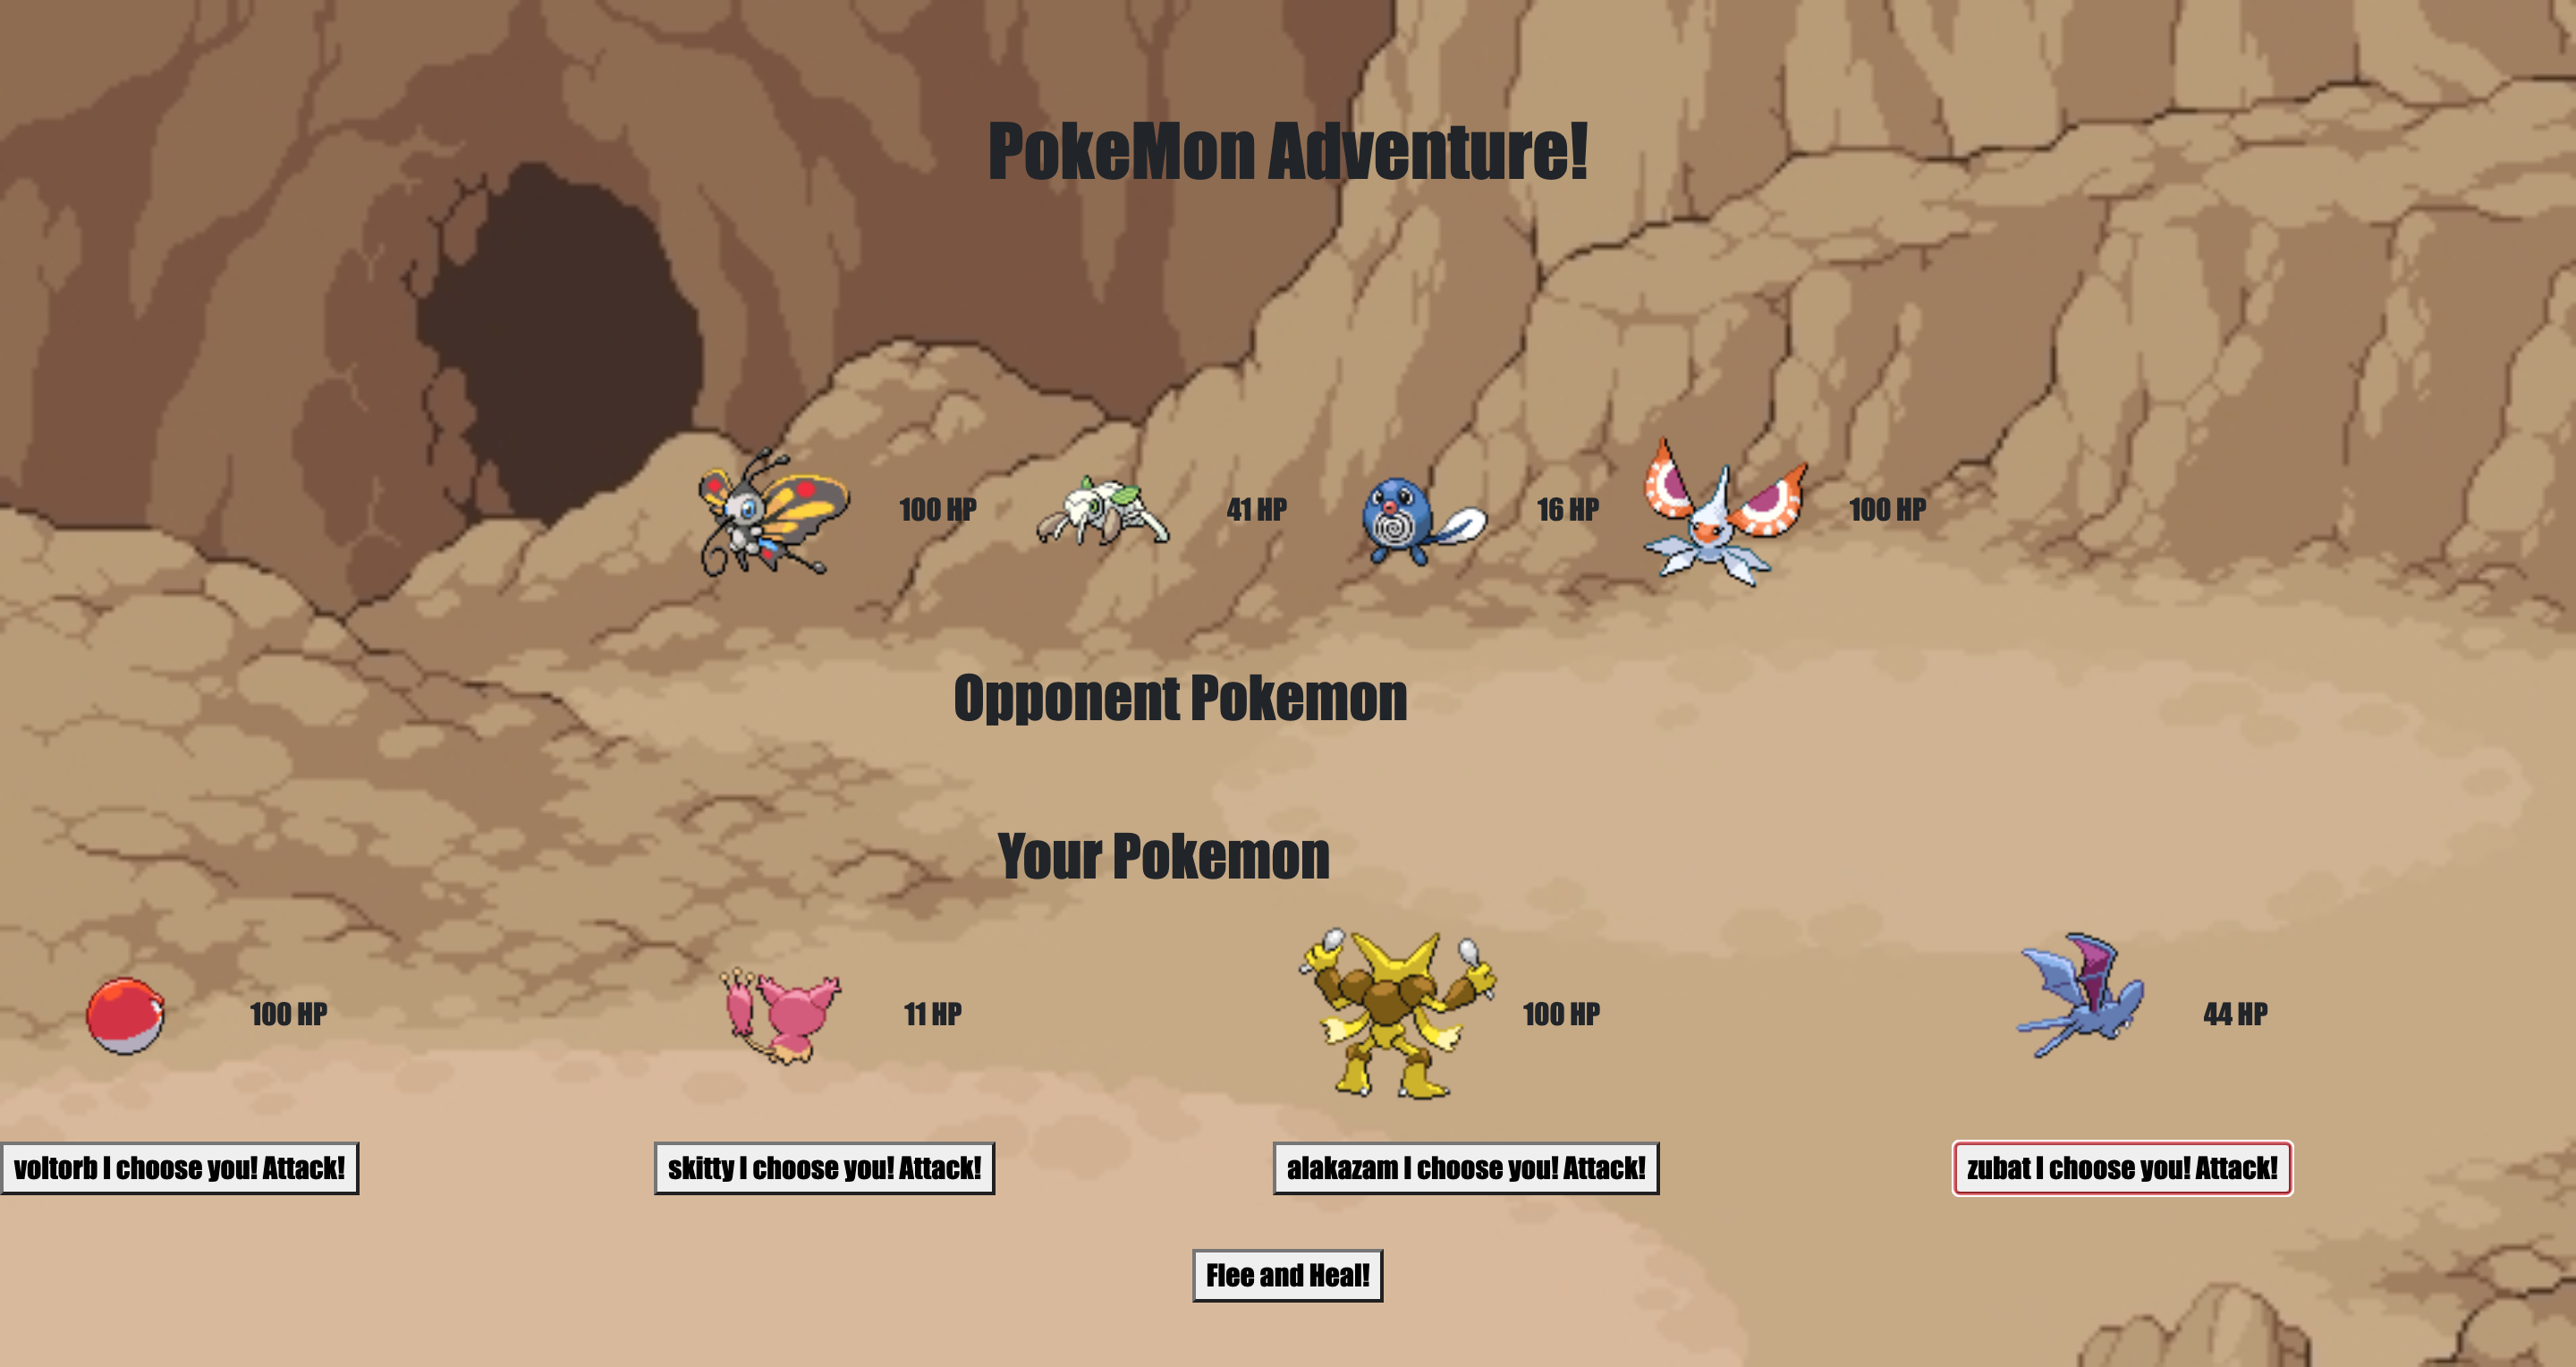 PokeMon Adventure!
100 HP 41 HP 16 HP 100 HP
Opponent Pokemon
Your Pokemon
100 HP 11 HP 100 HP 44 HP
voltorb I choose you! Attack! skitty I choose you! Attack! alakazam I choose you! Attack! zubat I choose you! Attack!
Flee and Heal!